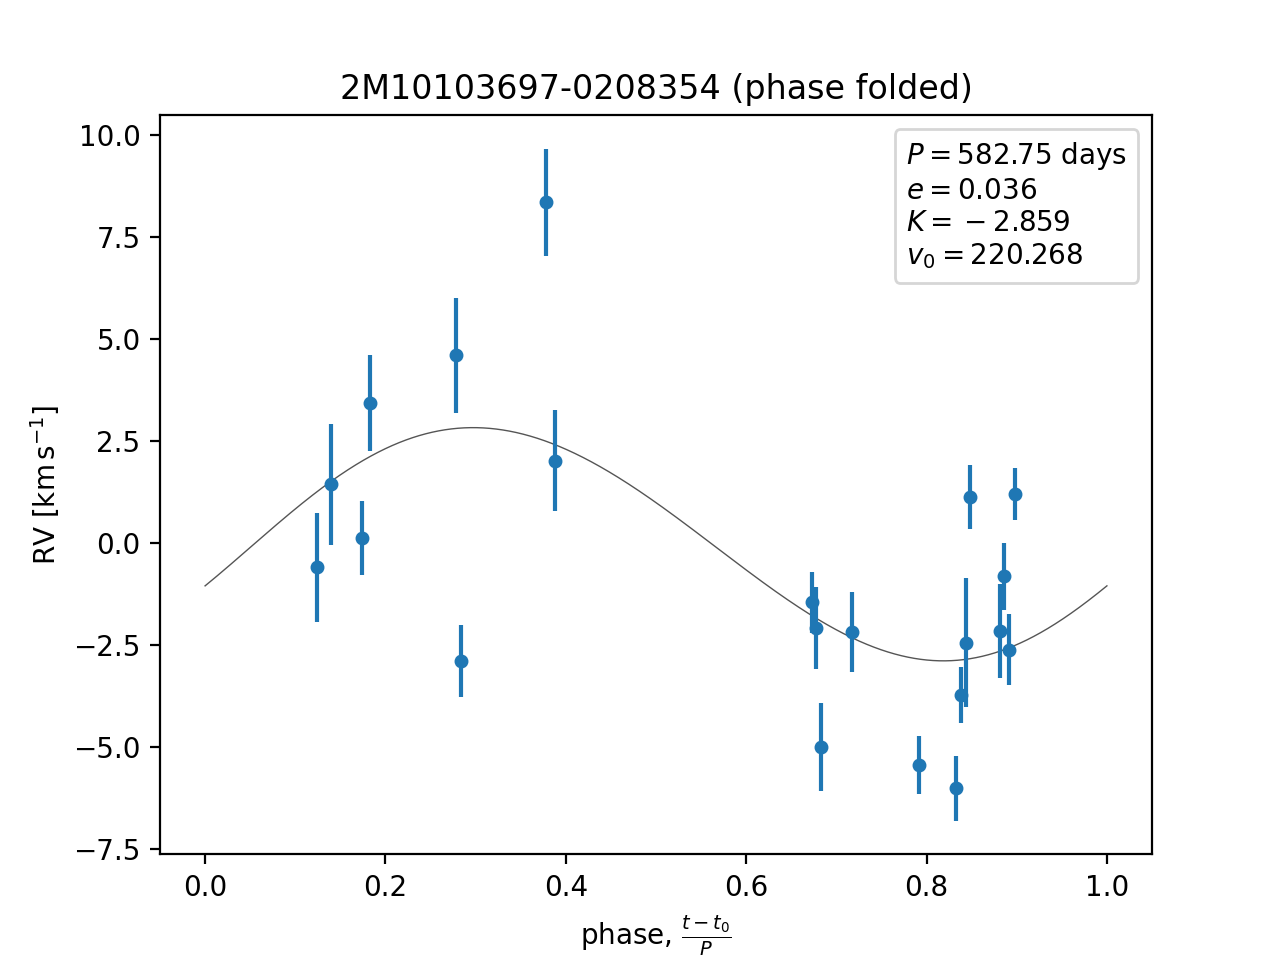 2M10103697-0208354 (phase folded)
P = 582.75 days
e = 0.036
K = −2.859
v₀ = 220.268
10.0
7.5
5.0
2.5
0.0
−2.5
−5.0
−7.5
RV [km s⁻¹]
0.0 0.2 0.4 0.6 0.8 1.0
phase, (t − t₀)/P